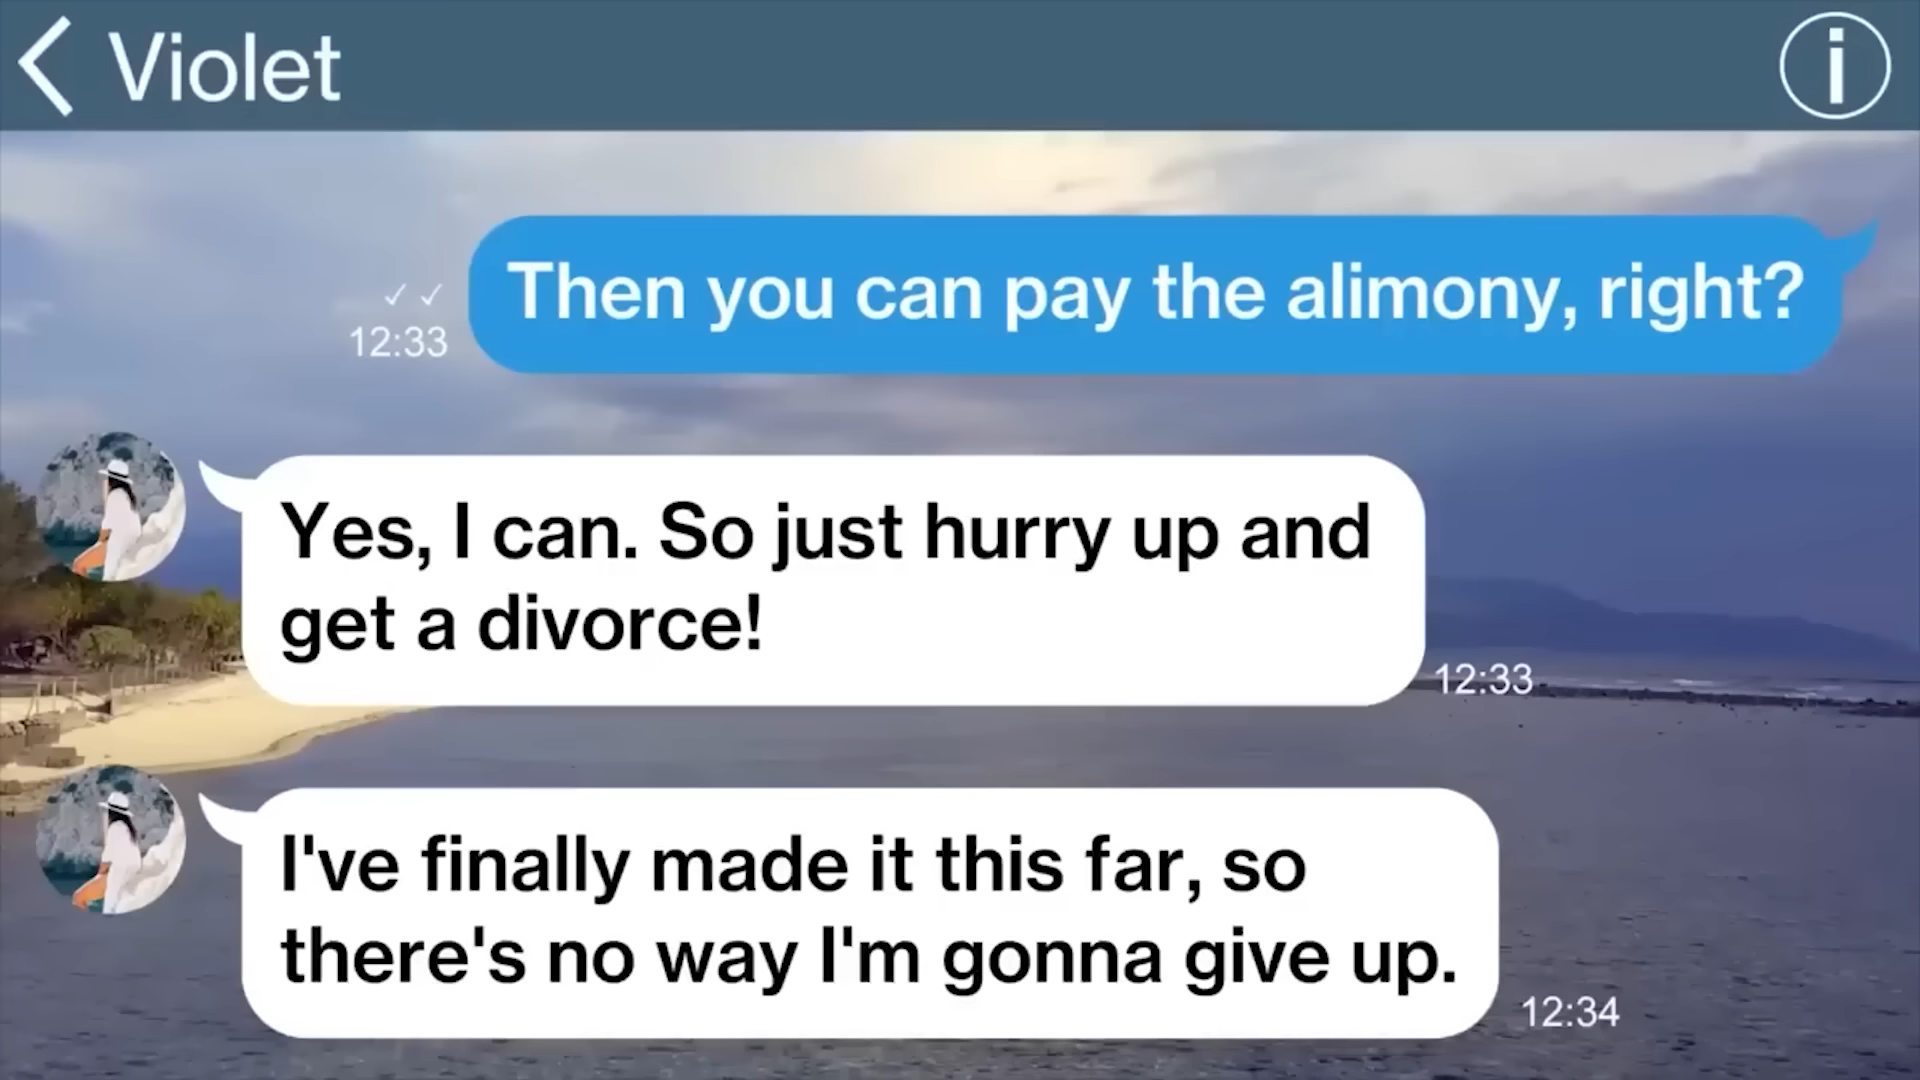 Violet
Then you can pay the alimony, right?
✓✓
12:33
Yes, I can. So just hurry up and
get a divorce!
12:33
I've finally made it this far, so
there's no way I'm gonna give up.
12:34